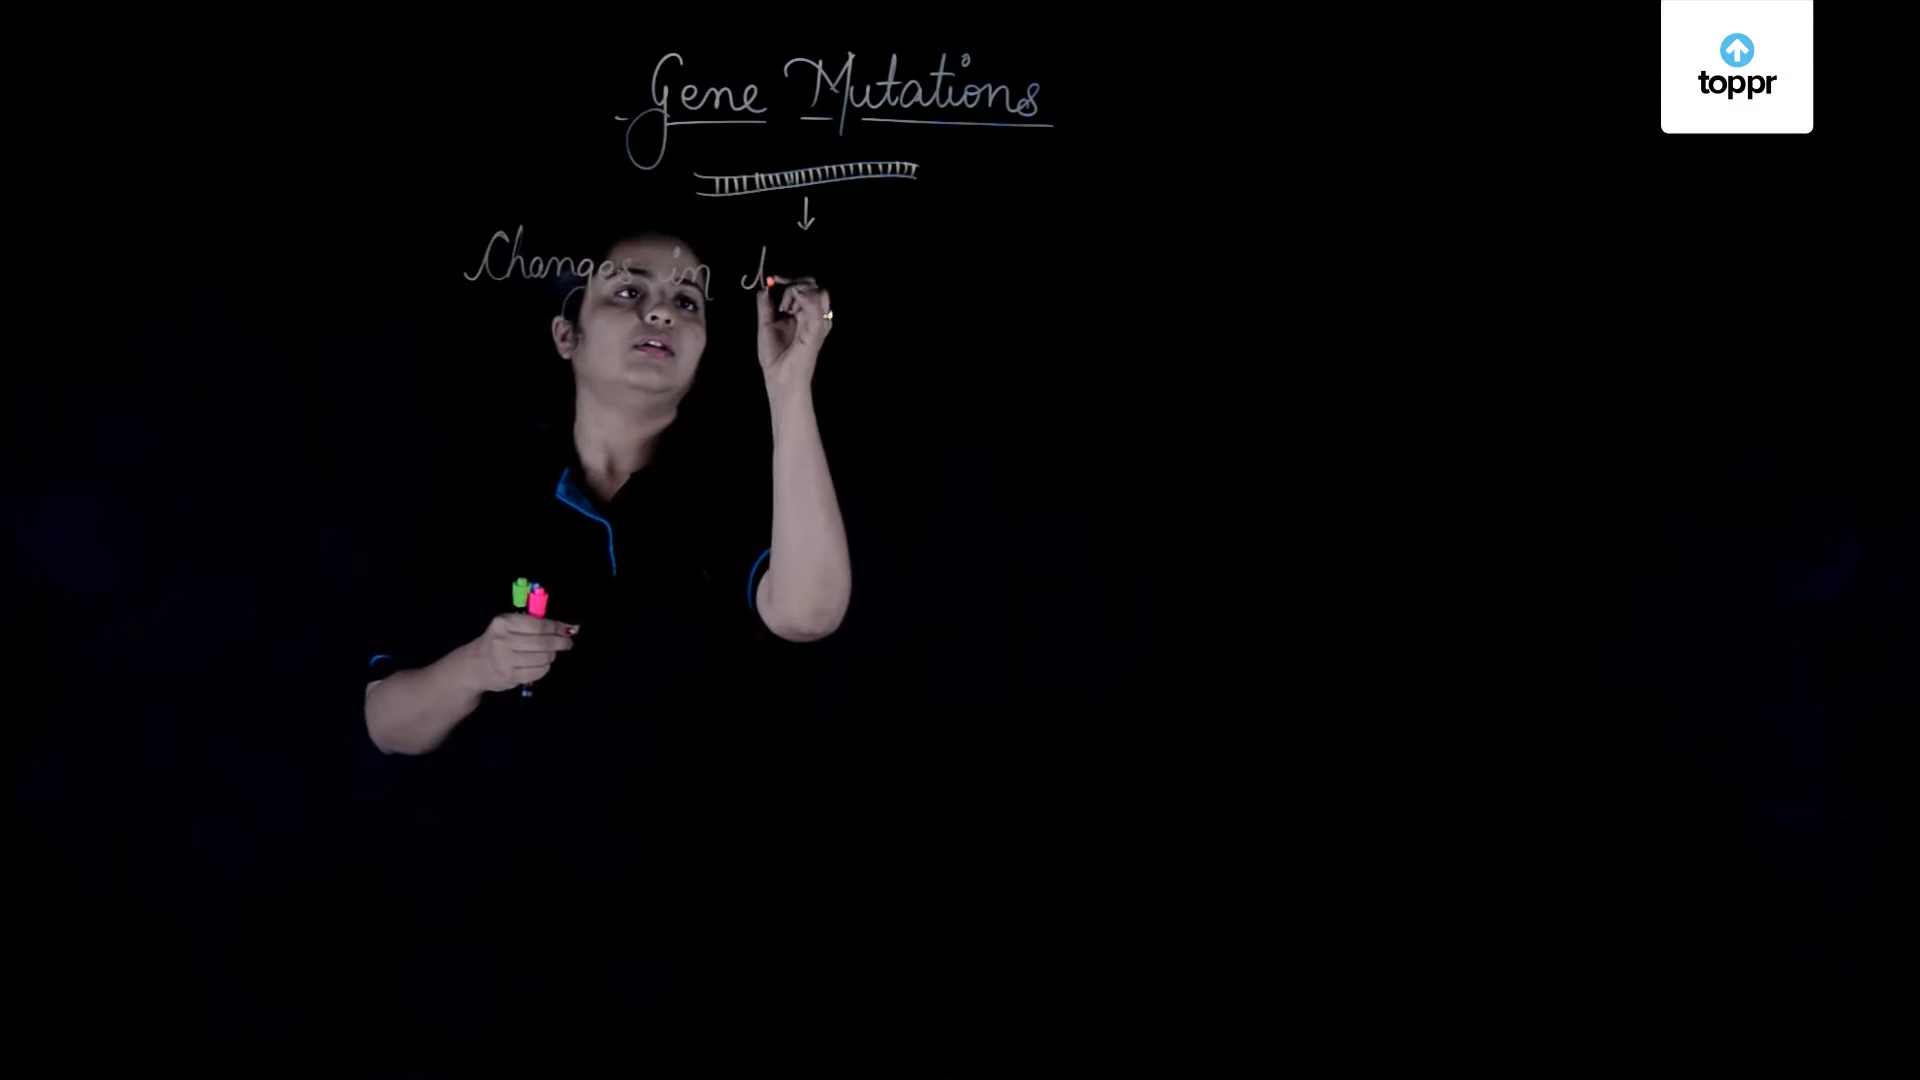 Gene Mutations
Changes in
toppr